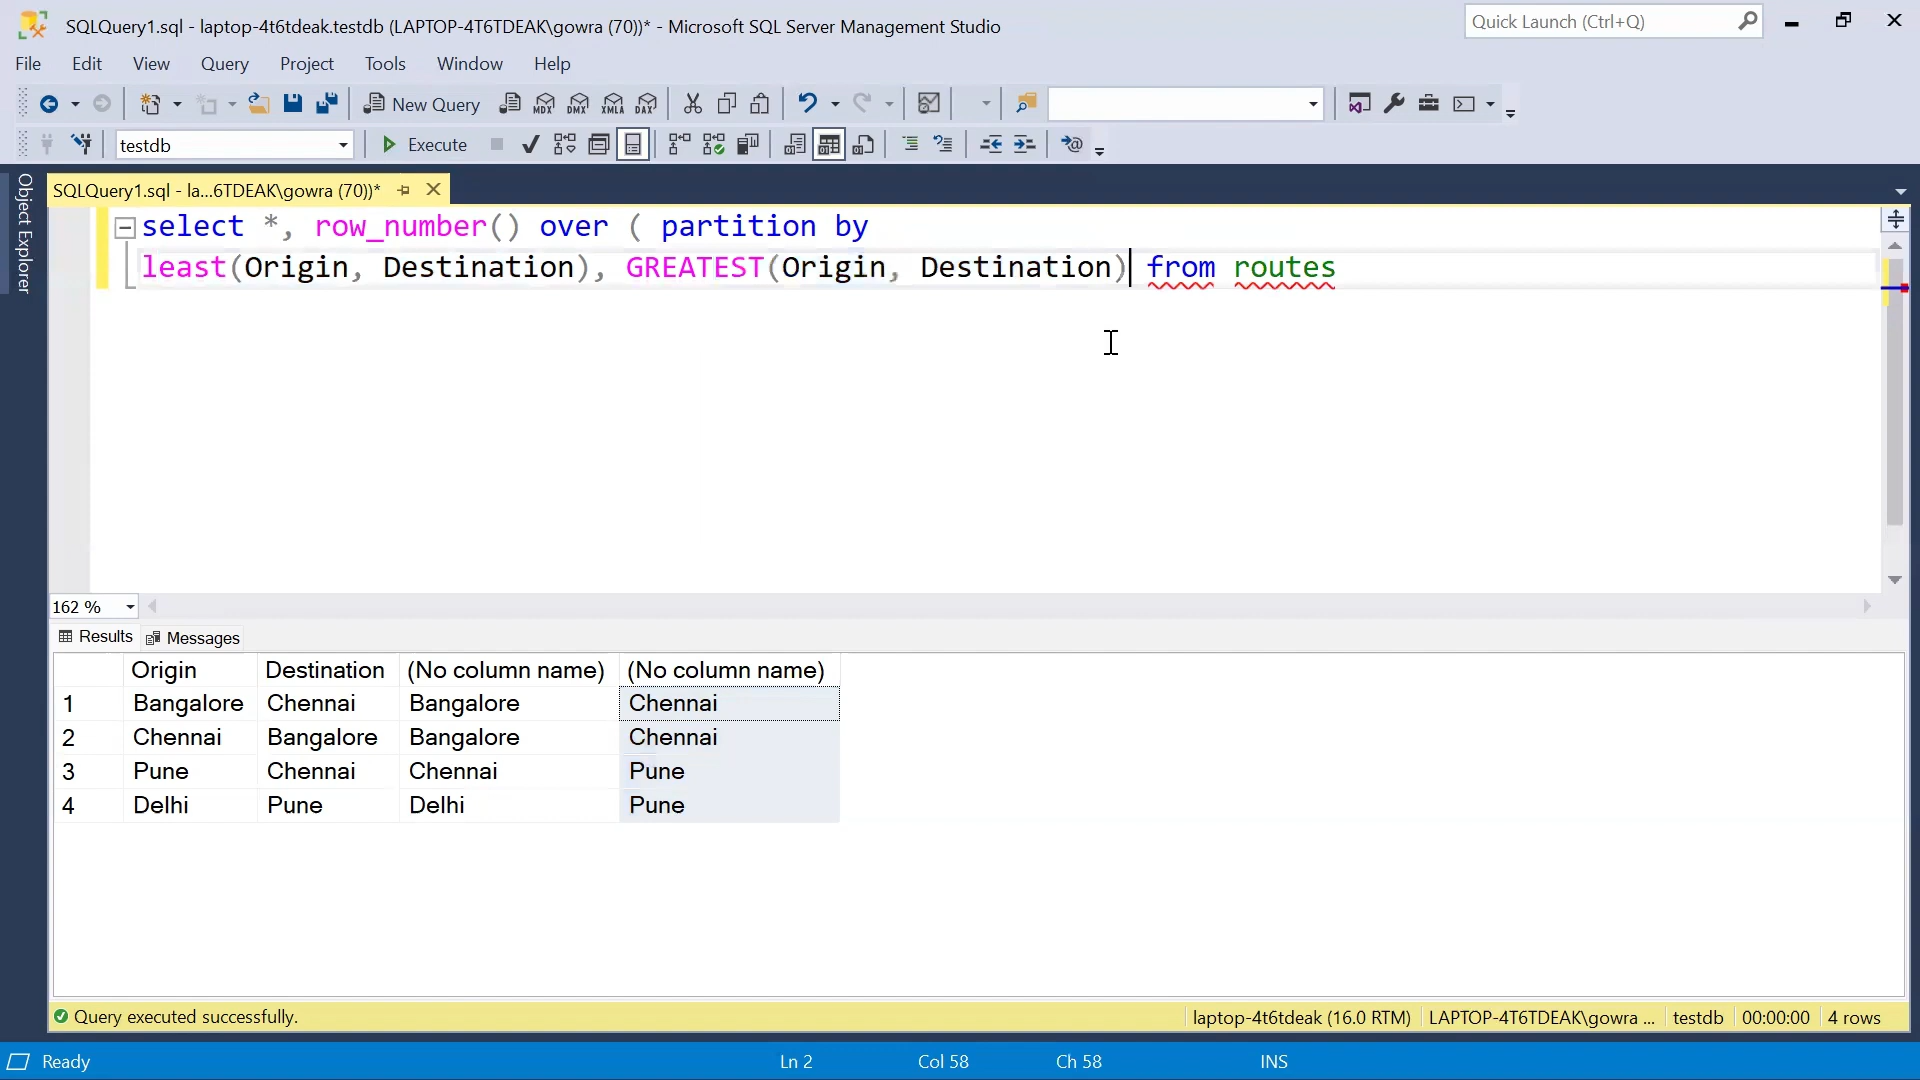 SQLQuery1.sql - laptop-4t6tdeak.testdb (LAPTOP-4T6TDEAK\gowra (70))* - Microsoft SQL Server Management Studio
Quick Launch (Ctrl+Q)
File Edit View Query Project Tools Window Help
New Query MDX DMX XMLA DAX
testdb Execute
Object Explorer
SQLQuery1.sql - la...6TDEAK\gowra (70))*
select *, row_number() over ( partition by
least(Origin, Destination), GREATEST(Origin, Destination) from routes
162 %
Results Messages
Origin Destination (No column name) (No column name)
1 Bangalore Chennai Bangalore Chennai
2 Chennai Bangalore Bangalore Chennai
3 Pune Chennai Chennai Pune
4 Delhi Pune Delhi Pune
Query executed successfully. laptop-4t6tdeak (16.0 RTM) LAPTOP-4T6TDEAK\gowra ... testdb 00:00:00 4 rows
Ready Ln 2 Col 58 Ch 58 INS